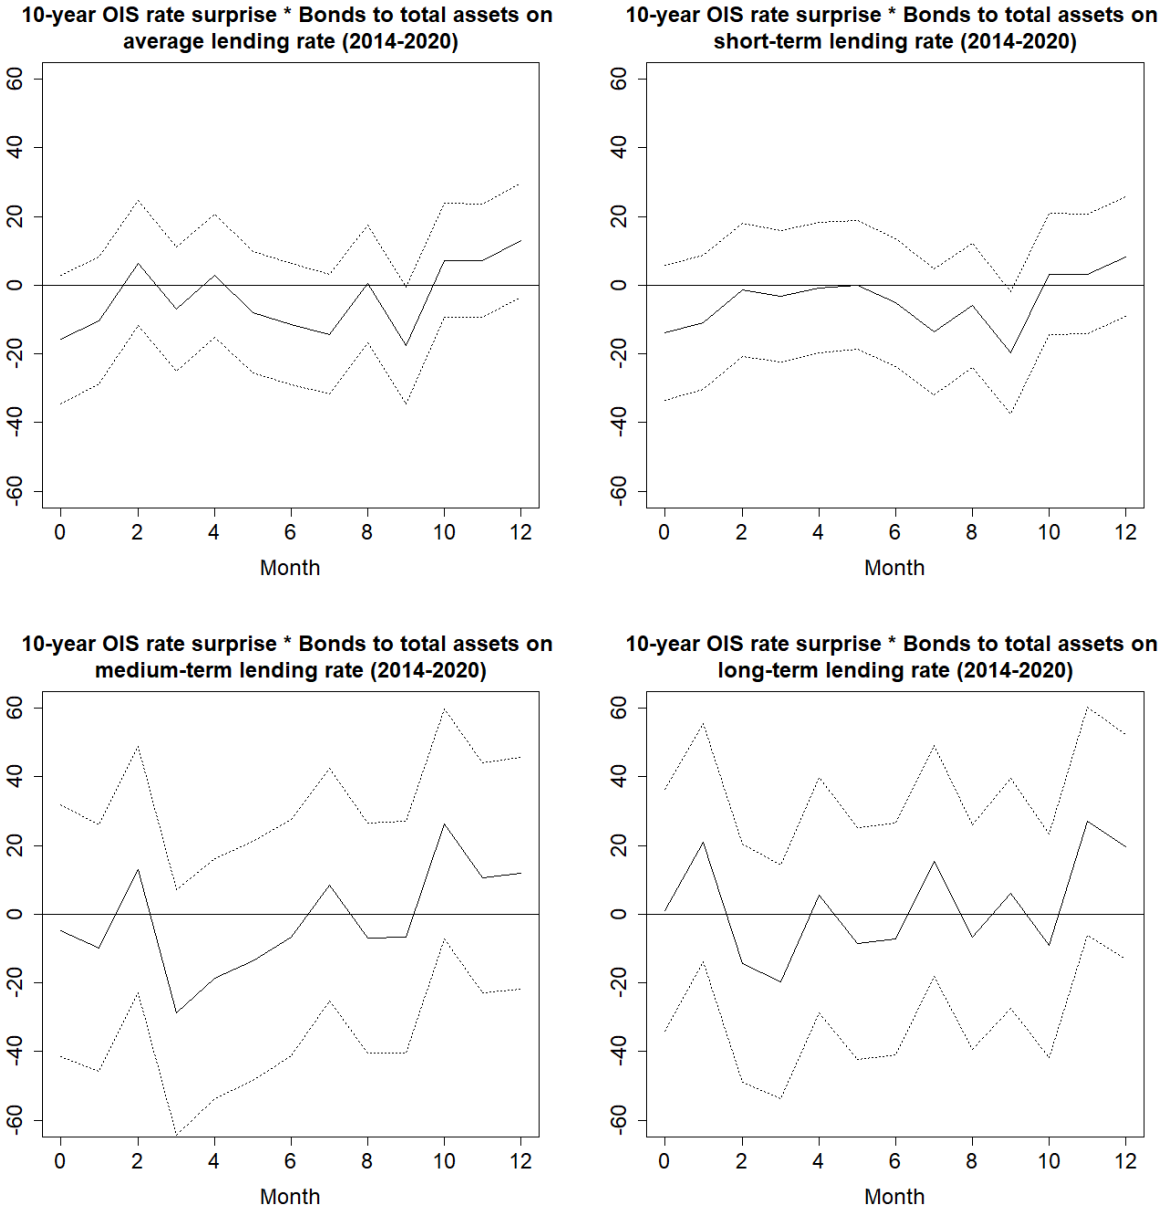 10-year OIS rate surprise * Bonds to total assets on
average lending rate (2014-2020)
60
40
20
0
-20
-40
-60
0 2 4 6 8 10 12
Month
10-year OIS rate surprise * Bonds to total assets on
short-term lending rate (2014-2020)
60
40
20
0
-20
-40
-60
0 2 4 6 8 10 12
Month
10-year OIS rate surprise * Bonds to total assets on
medium-term lending rate (2014-2020)
60
40
20
0
-20
-40
-60
0 2 4 6 8 10 12
Month
10-year OIS rate surprise * Bonds to total assets on
long-term lending rate (2014-2020)
60
40
20
0
-20
-40
-60
0 2 4 6 8 10 12
Month